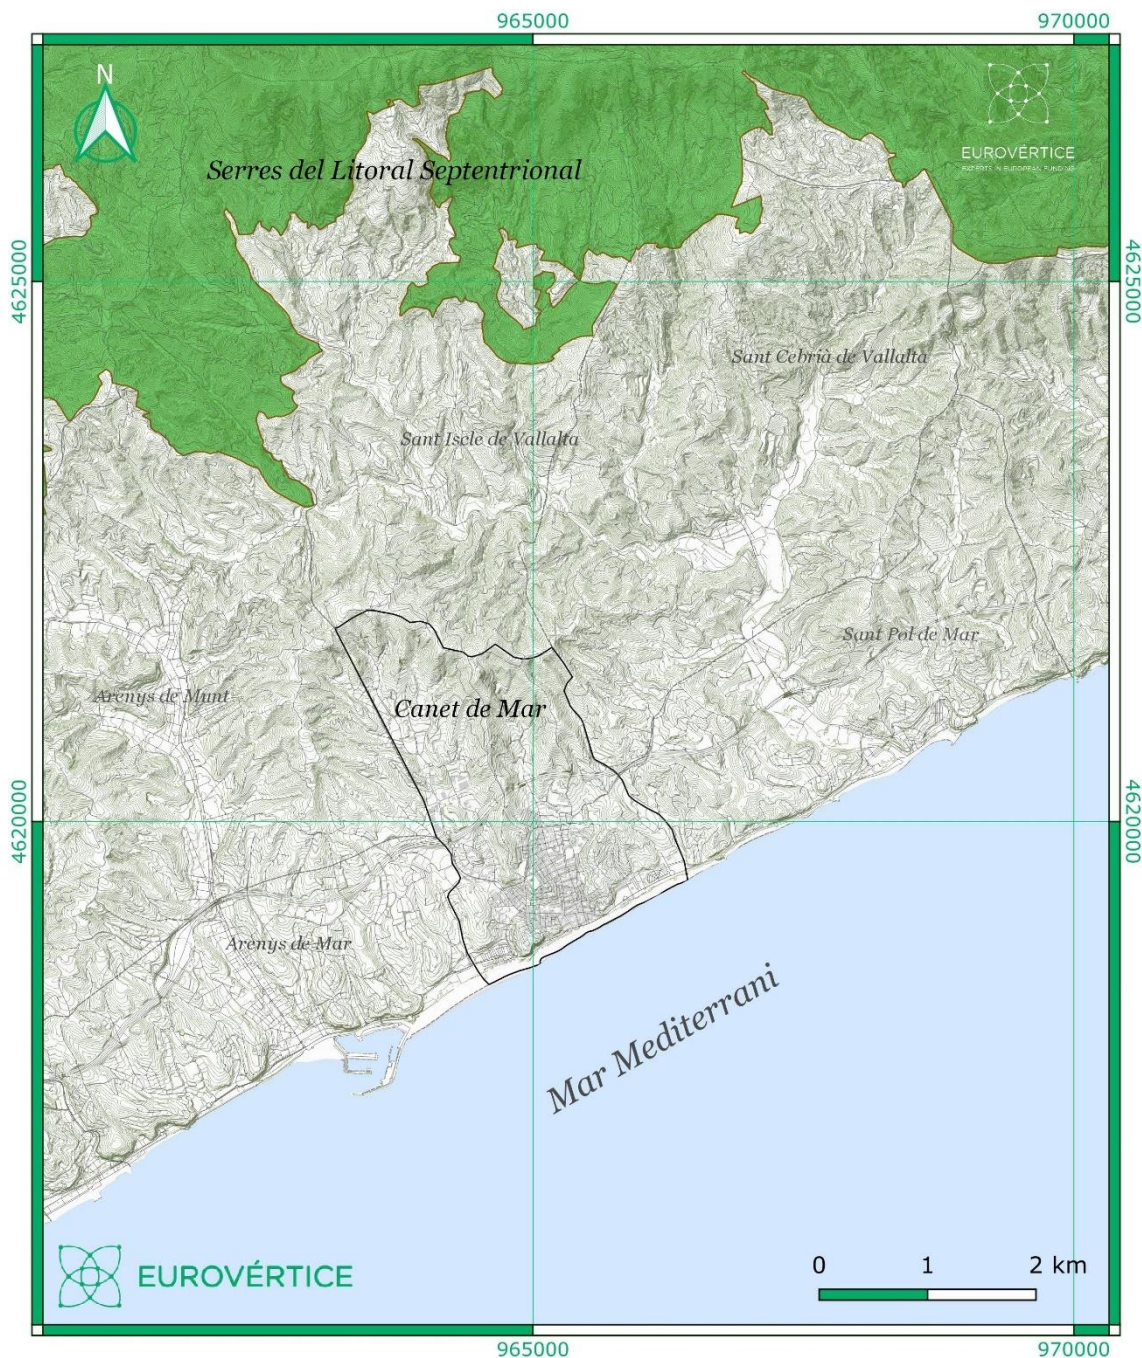 965000
970000
N
EUROVÉRTICE
EXPERTS IN EUROPEAN FUNDING
Serres del Litoral Septentrional
4625000
4625000
Sant Cebrià de Vallalta
Sant Iscle de Vallalta
Sant Pol de Mar
Arenys de Munt
Canet de Mar
4620000
4620000
Arenys de Mar
Mar Mediterrani
EUROVÉRTICE
0 1 2 km
965000
970000